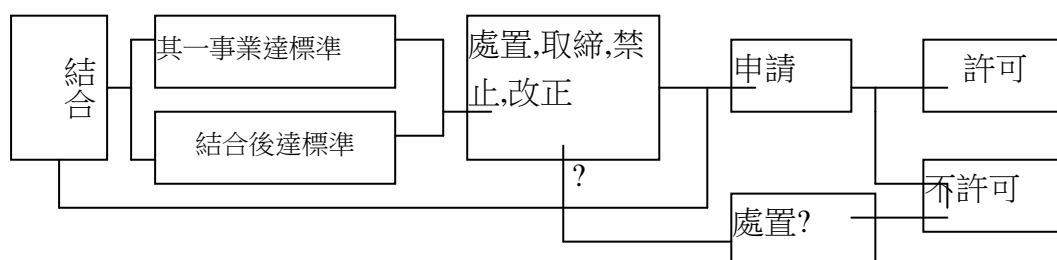 結合
其一事業達標準
結合後達標準
處置,取締,禁
止,改正
?
申請
處置?
許可
不許可